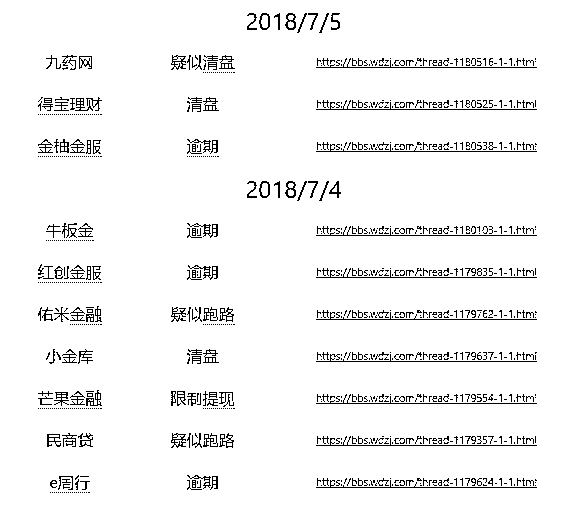 2018/7/5
九药网 疑似清盘 https://bbs.wdzj.com/thread-1180516-1-1.html
得宝理财 清盘 https://bbs.wdzj.com/thread-1180525-1-1.html
金柚金服 逾期 https://bbs.wdzj.com/thread-1180538-1-1.html
2018/7/4
牛板金 逾期 https://bbs.wdzj.com/thread-1180103-1-1.html
红创金服 逾期 https://bbs.wdzj.com/thread-1179835-1-1.html
佑米金融 疑似跑路 https://bbs.wdzj.com/thread-1179762-1-1.html
小金库 清盘 https://bbs.wdzj.com/thread-1179637-1-1.html
芒果金融 限制提现 https://bbs.wdzj.com/thread-1179554-1-1.html
民商贷 疑似跑路 https://bbs.wdzj.com/thread-1179357-1-1.html
e周行 逾期 https://bbs.wdzj.com/thread-1179624-1-1.html